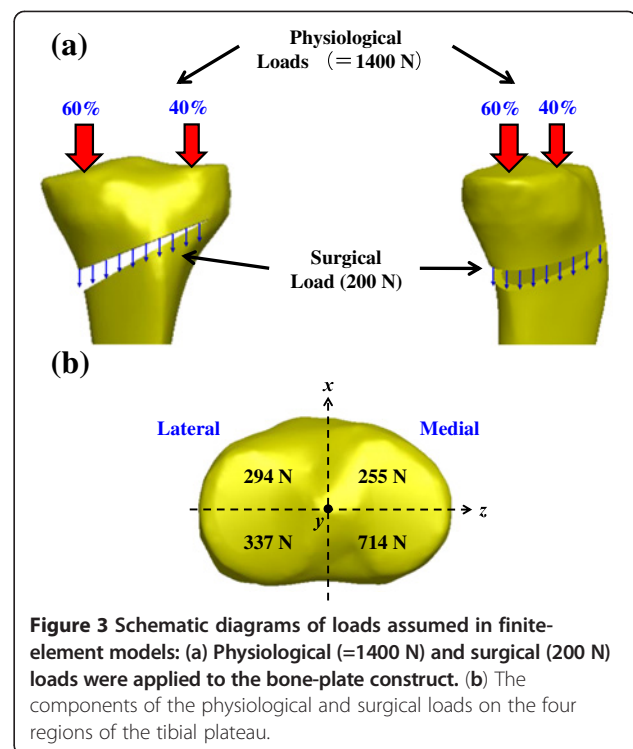 (a)
Physiological
Loads （=1400 N）
60% 40% 60% 40%
Surgical
Load (200 N)
(b)
x
Lateral Medial
294 N 255 N
y z
337 N 714 N
Figure 3 Schematic diagrams of loads assumed in finite-
element models: (a) Physiological (=1400 N) and surgical (200 N)
loads were applied to the bone-plate construct. (b) The
components of the physiological and surgical loads on the four
regions of the tibial plateau.